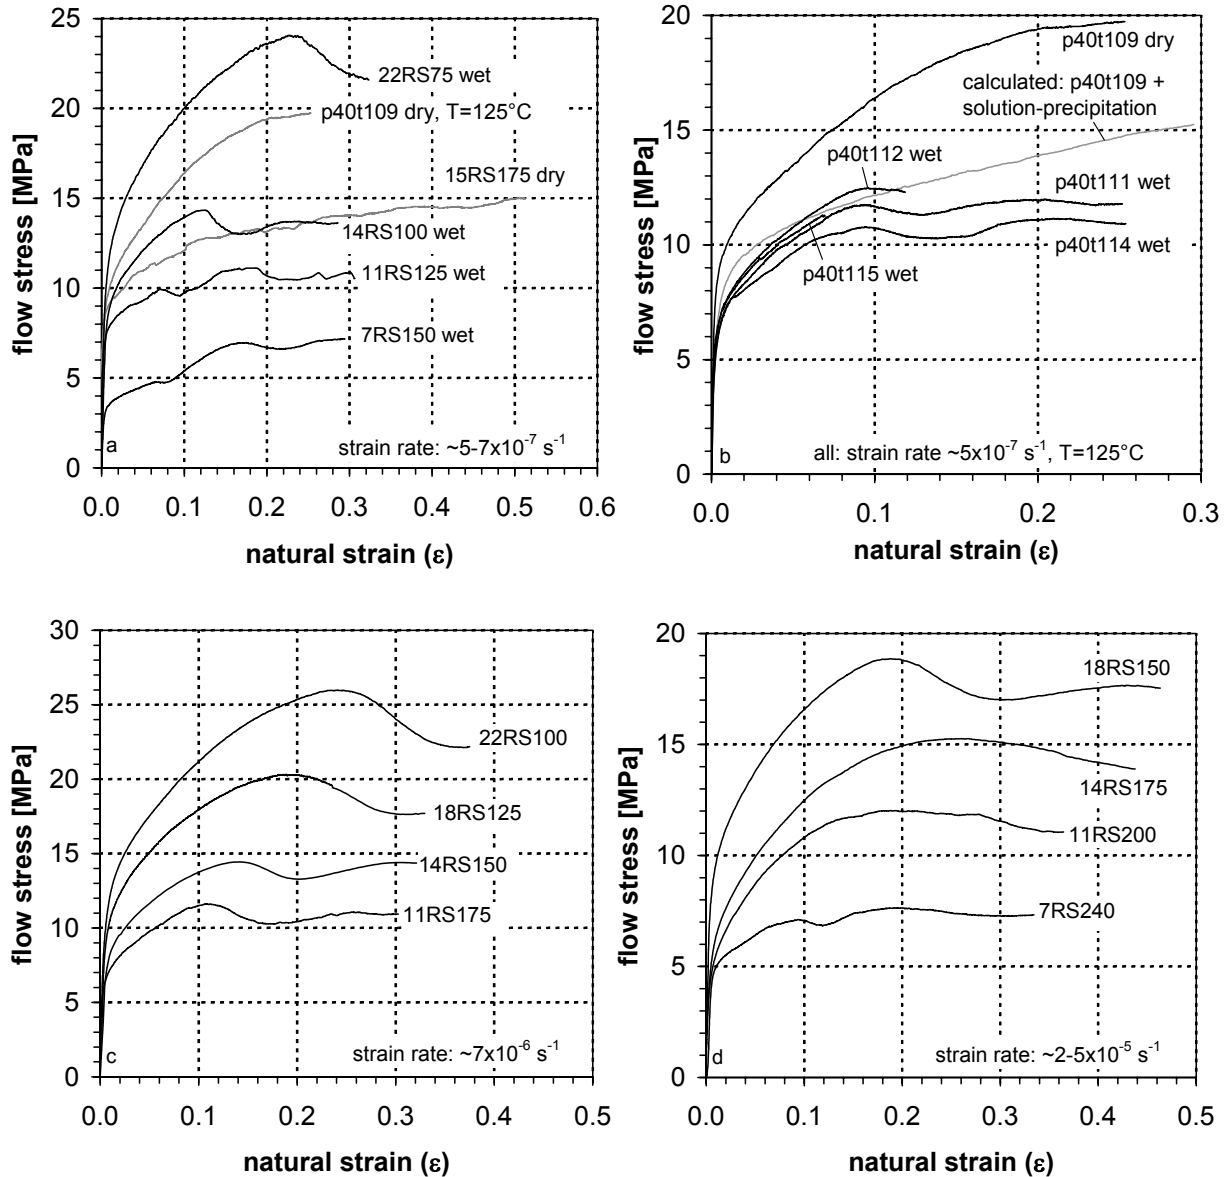 25
20
15
10
5
0
flow stress [MPa]
22RS75 wet
p40t109 dry, T=125°C
15RS175 dry
14RS100 wet
11RS125 wet
7RS150 wet
a
strain rate: ~5-7x10⁻⁷ s⁻¹
0.0 0.1 0.2 0.3 0.4 0.5 0.6
natural strain (ε)
20
15
10
5
0
flow stress [MPa]
p40t109 dry
calculated: p40t109 +
solution-precipitation
p40t112 wet
p40t111 wet
p40t114 wet
p40t115 wet
b
all: strain rate ~5x10⁻⁷ s⁻¹, T=125°C
0.0 0.1 0.2 0.3
natural strain (ε)
30
25
20
15
10
5
0
flow stress [MPa]
22RS100
18RS125
14RS150
11RS175
c
strain rate: ~7x10⁻⁶ s⁻¹
0.0 0.1 0.2 0.3 0.4 0.5
natural strain (ε)
20
15
10
5
0
flow stress [MPa]
18RS150
14RS175
11RS200
7RS240
d
strain rate: ~2-5x10⁻⁵ s⁻¹
0.0 0.1 0.2 0.3 0.4 0.5
natural strain (ε)